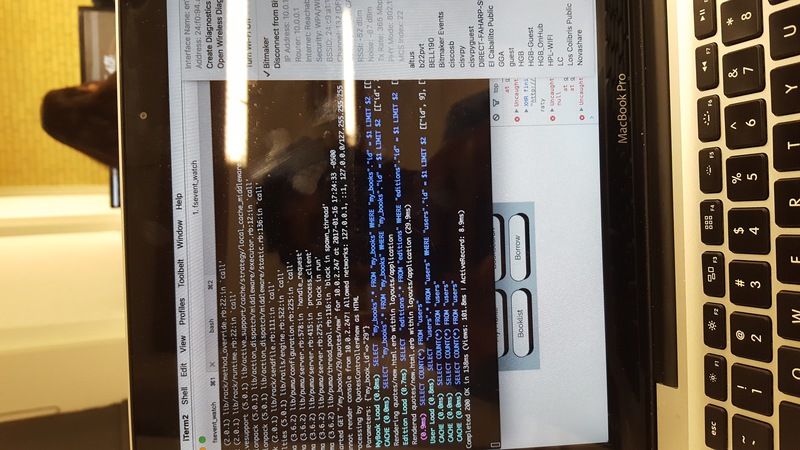 iTerm2 Shell Edit View Profiles Toolbelt Window Help
1. fsevent_watch
fsevent_watch ⌘1 × bash ⌘2
(2.0.1) lib/rack/method_override.rb:22:in `call'
(2.0.1) lib/rack/runtime.rb:22:in `call'
vesupport (5.0.1) lib/active_support/cache/strategy/local_cache_middleware
onpack (5.0.1) lib/action_dispatch/middleware/executor.rb:12:in `call'
onpack (5.0.1) lib/action_dispatch/middleware/static.rb:136:in `call'
(2.0.1) lib/rack/sendfile.rb:111:in `call'
lties (5.0.1) lib/rails/engine.rb:522:in `call'
a (3.6.2) lib/puma/configuration.rb:225:in `call'
a (3.6.2) lib/puma/server.rb:578:in `handle_request'
a (3.6.2) lib/puma/server.rb:415:in `process_client'
a (3.6.2) lib/puma/server.rb:275:in `block in run'
a (3.6.2) lib/puma/thread_pool.rb:116:in `block in spawn_thread'
arted GET "/my_books/29/quotes/new" for 10.0.2.247 at 2017-01-16 17:24:33 -0500
nnot render console from 10.0.2.247! Allowed networks: 127.0.0.1, ::1, 127.0.0.0/127.255.255.255
ocessing by QuotesController#new as HTML
Parameters: {"my_book_id"=>"29"}
MyBook Load (0.8ms) SELECT "my_books".* FROM "my_books" WHERE "my_books"."id" = $1 LIMIT $2 [[
CACHE (0.0ms) SELECT "my_books".* FROM "my_books" WHERE "my_books"."id" = $1 LIMIT $2 [["id",
Rendering quotes/new.html.erb within layouts/application
Edition Load (0.7ms) SELECT "editions".* FROM "editions" WHERE "editions"."id" = $1 LIMIT $2
Rendered quotes/new.html.erb within layouts/application (29.9ms)
(0.9ms) SELECT COUNT(*) FROM "users"
User Load (0.8ms) SELECT "users".* FROM "users" WHERE "users"."id" = $1 LIMIT $2 [["id", 9], ["
CACHE (0.0ms) SELECT COUNT(*) FROM "users"
CACHE (0.0ms) SELECT COUNT(*) FROM "users"
CACHE (0.0ms) SELECT COUNT(*) FROM "users"
Completed 200 OK in 138ms (Views: 101.8ms | ActiveRecord: 8.9ms)
Booklist
Borrow
top
at
Uncaught
XHR fini
"http://
raty
Uncaught
null
at
at
Uncaught
Interface Name: en
Address: 24:f0:94:
Create Diagnostics
Open Wireless Diag
Turn Wi-Fi Off
✓ Bitmaker
Disconnect from Bi
IP Address: 10.0.
Router: 10.0.0.1
Internet: Reachable
Security: WPA/W
BSSID: 24:c9:a1:
Channel: 132 (DF
RSSI: -62 dBm
Noise: -87 dBm
Tx Rate: 365 Mb
PHY Mode: 802.1
MCS Index: 22
altus
b22pvt
BELL190
Bitmaker Events
ciscosb
cisvpy
cisvpyguest
DIRECT-FAHARP-S
El Caballito Public
GGA
guest
HGB
HGB-Guest
HGB_OnHub
HPL-WIFI
LC
Los Colibris Public
Novashare
MacBook Pro
esc F1 F2 F3 F4 F5 F6 F7
~ ! @ # $ % ^ & *
1 2 3 4 5 6 7 8
Q W E R T Y U